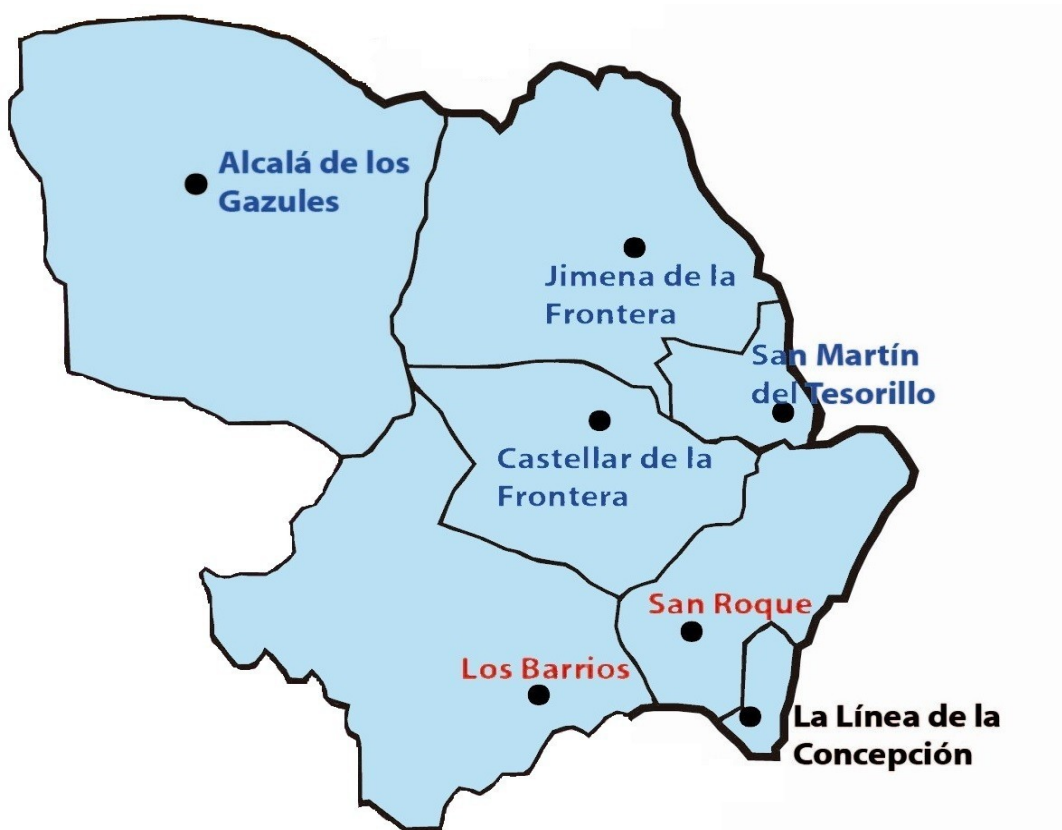 Alcalá de los
Gazules
Jimena de la
Frontera
San Martín
del Tesorillo
Castellar de la
Frontera
San Roque
Los Barrios
La Línea de la
Concepción